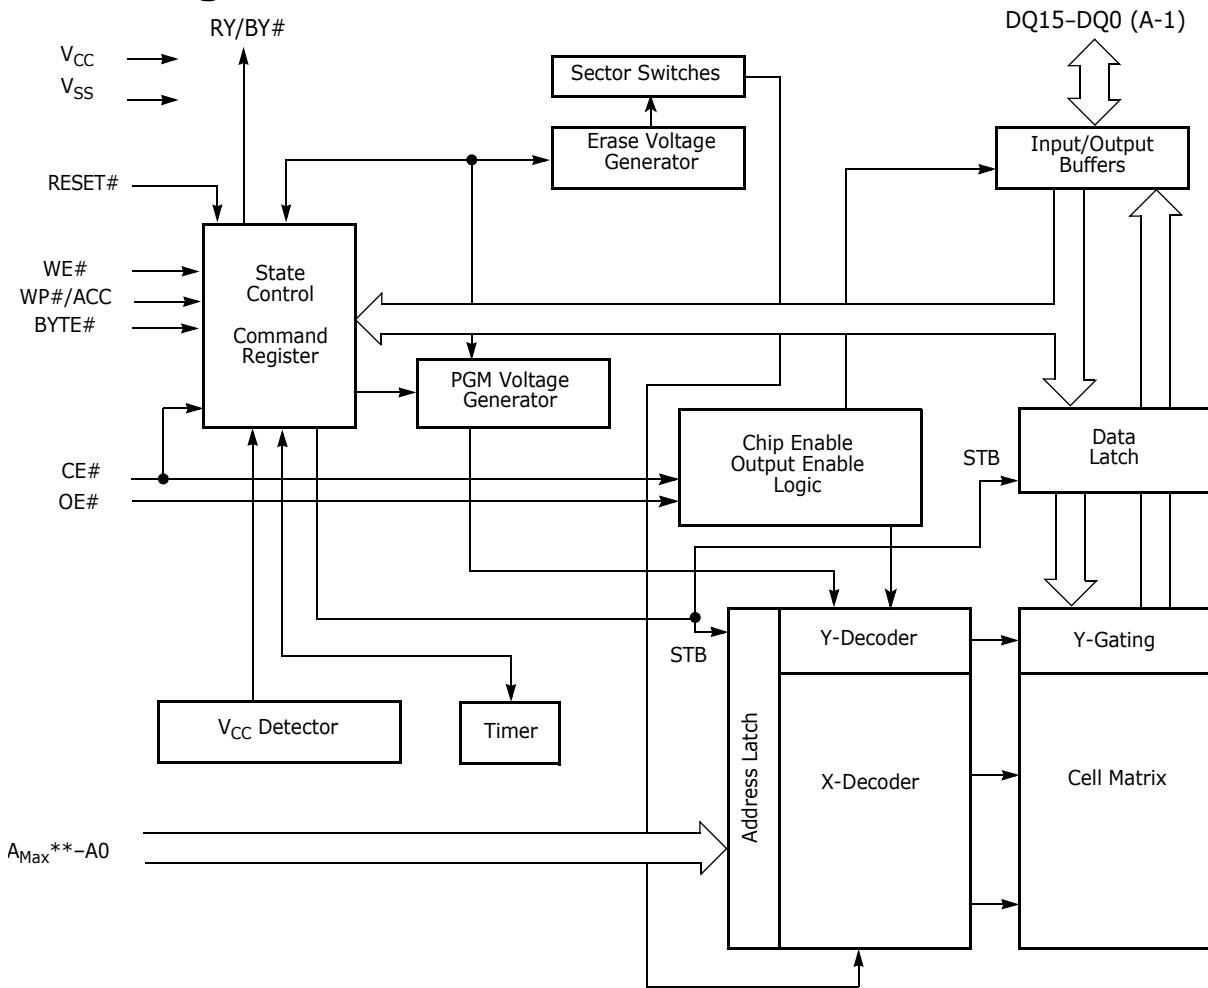 RY/BY#
DQ15–DQ0 (A-1)
VCC
VSS
Sector Switches
Erase Voltage
Generator
Input/Output
Buffers
RESET#
WE#
WP#/ACC
BYTE#
State
Control
Command
Register
PGM Voltage
Generator
Chip Enable
Output Enable
Logic
STB
Data
Latch
CE#
OE#
STB
Y-Decoder
Y-Gating
VCC Detector
Timer
Address Latch
X-Decoder
Cell Matrix
AMax**–A0